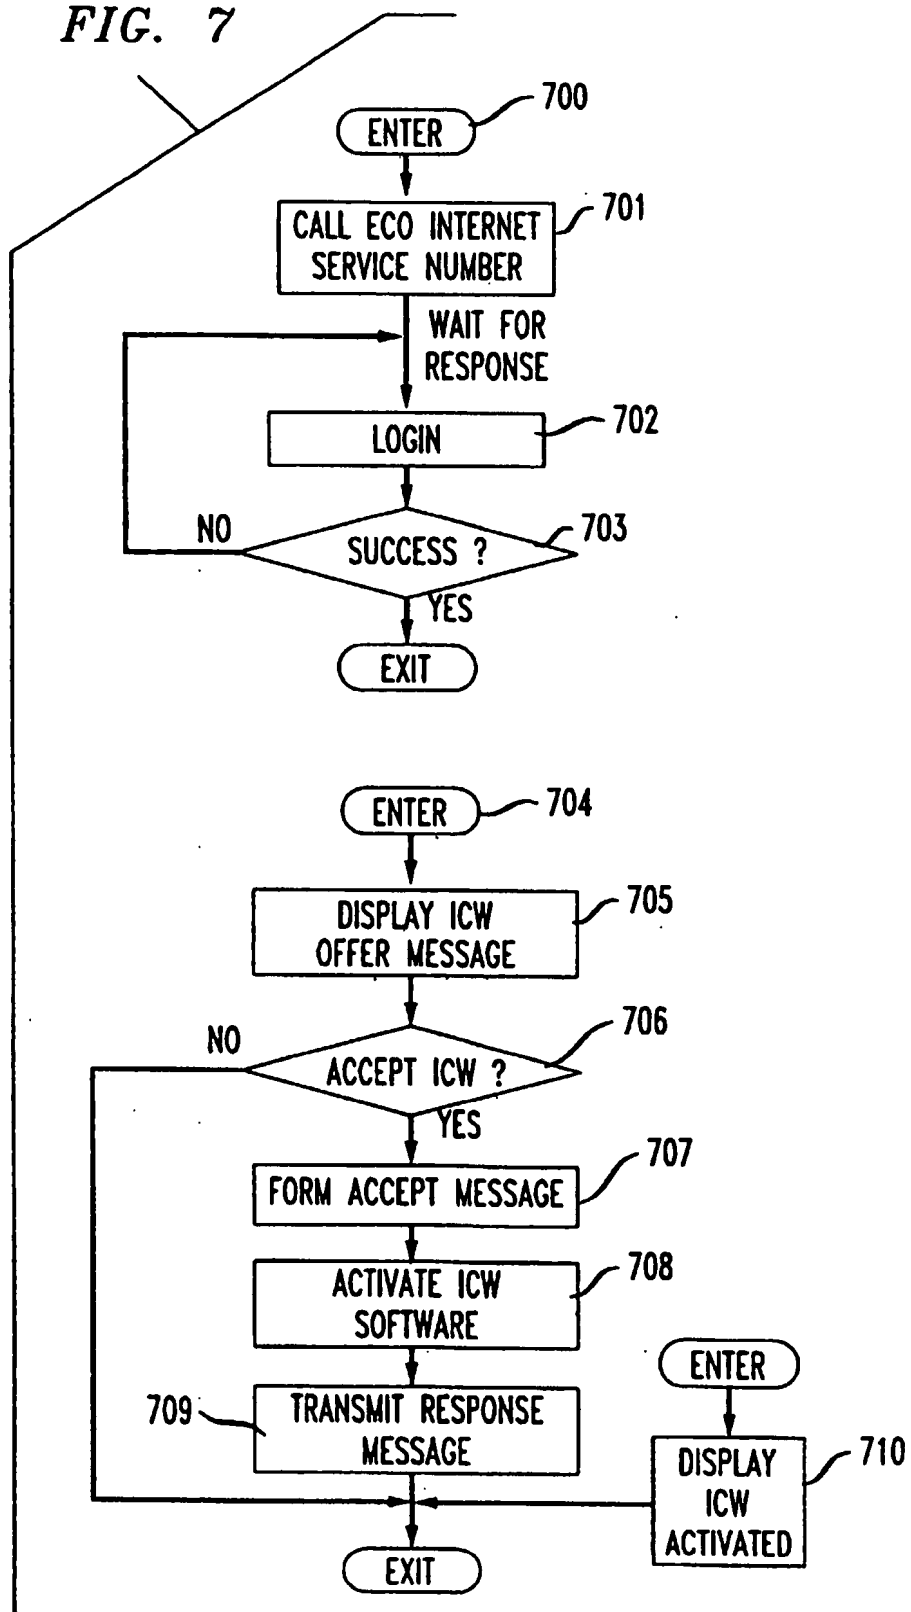 FIG. 7
700
ENTER
701
CALL ECO INTERNET
SERVICE NUMBER
WAIT FOR
RESPONSE
702
LOGIN
703
NO
SUCCESS ?
YES
EXIT
704
ENTER
705
DISPLAY ICW
OFFER MESSAGE
706
NO
ACCEPT ICW ?
YES
707
FORM ACCEPT MESSAGE
708
ACTIVATE ICW
SOFTWARE
ENTER
709
TRANSMIT RESPONSE
MESSAGE
710
DISPLAY
ICW
ACTIVATED
EXIT